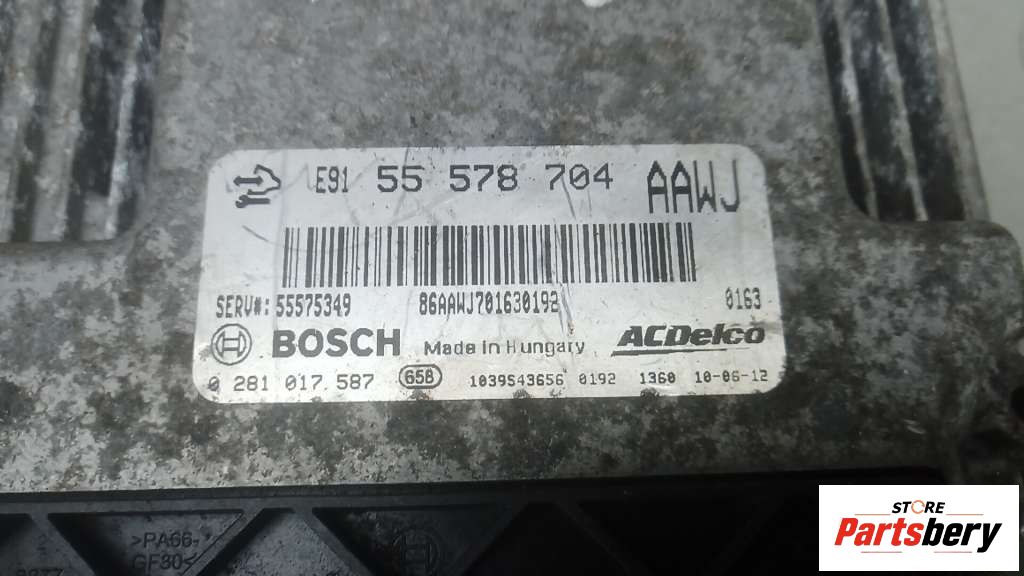 E91 55 578 704 AAWJ
SERV#: 55575349 86AAWJ701630192 0163
BOSCH Made in Hungary ACDelco
0 281 017 587 658 1039S43656 0192 1360 10-06-12
>PA66-
GF30<
STORE
Partsbery